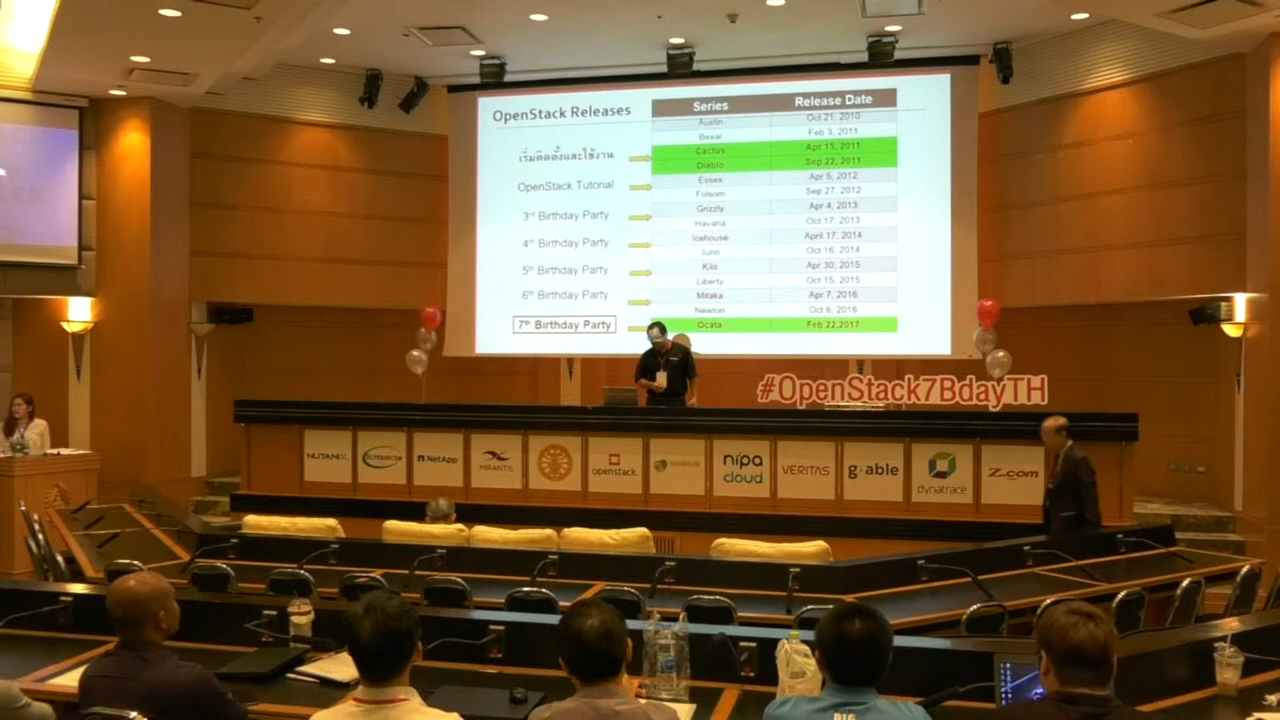 OpenStack Releases
Series Release Date
Austin Oct 21, 2010
Bexar Feb 3, 2011
เริ่มติดตั้งและใช้งาน Cactus Apr 15, 2011
Diablo Sep 22, 2011
OpenStack Tutorial Essex Apr 5, 2012
Folsom Sep 27, 2012
3rd Birthday Party Grizzly Apr 4, 2013
Havana Oct 17, 2013
4th Birthday Party Icehouse April 17, 2014
Juno Oct 16, 2014
5th Birthday Party Kilo Apr 30, 2015
Liberty Oct 15, 2015
6th Birthday Party Mitaka Apr 7, 2016
Newton Oct 6, 2016
7th Birthday Party Ocata Feb 22,2017
#OpenStack7BdayTH
NUTANIX
NetApp
MIRANTIS
openstack.
nipa
cloud
VERITAS
g·able
dynatrace
Z.com
BIG